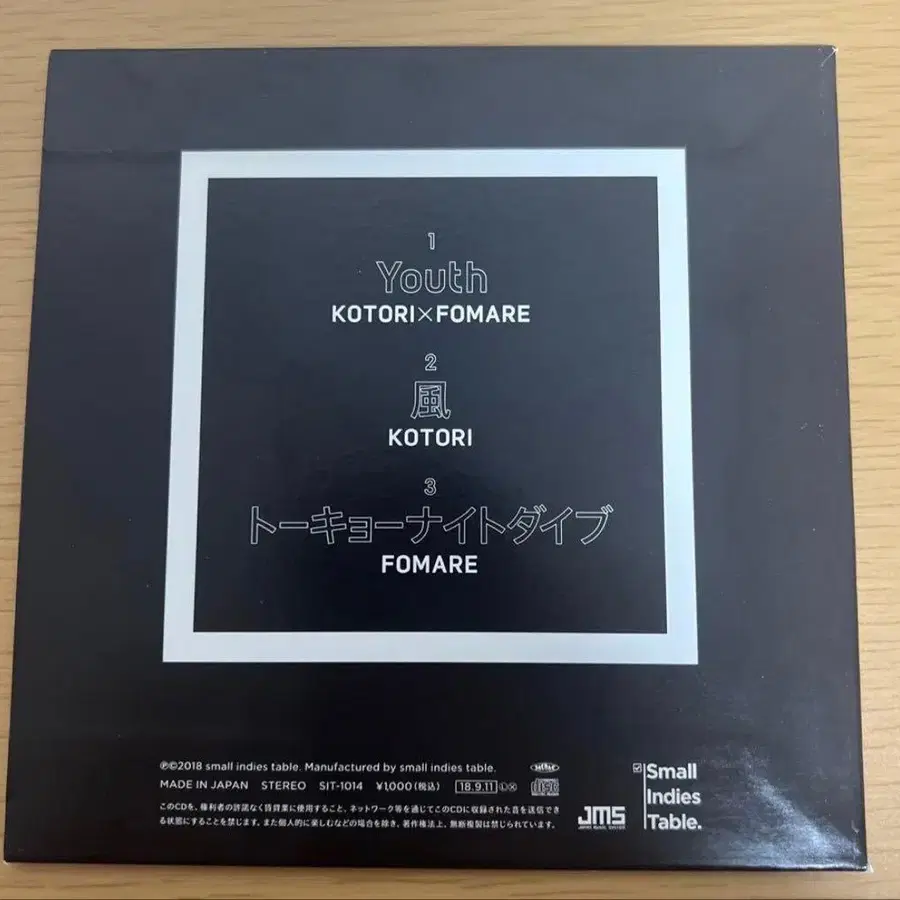 1
Youth
KOTORI×FOMARE
2
風
KOTORI
3
トーキョーナイトダイブ
FOMARE
℗©2018 small indies table. Manufactured by small indies table.
MADE IN JAPAN STEREO SIT-1014 ¥1,000(税込) 18.9.11 Ⓛ Ⓧ
このCDを、権利者の許諾なく賃貸業に使用すること、ネットワーク等を通じてこのCDに収録された音を送信でき
る状態にすることを禁じます。また個人的に楽しむなどの場合を除き、著作権法上、無断複製は禁じられています。
JMS
Small
Indies
Table.